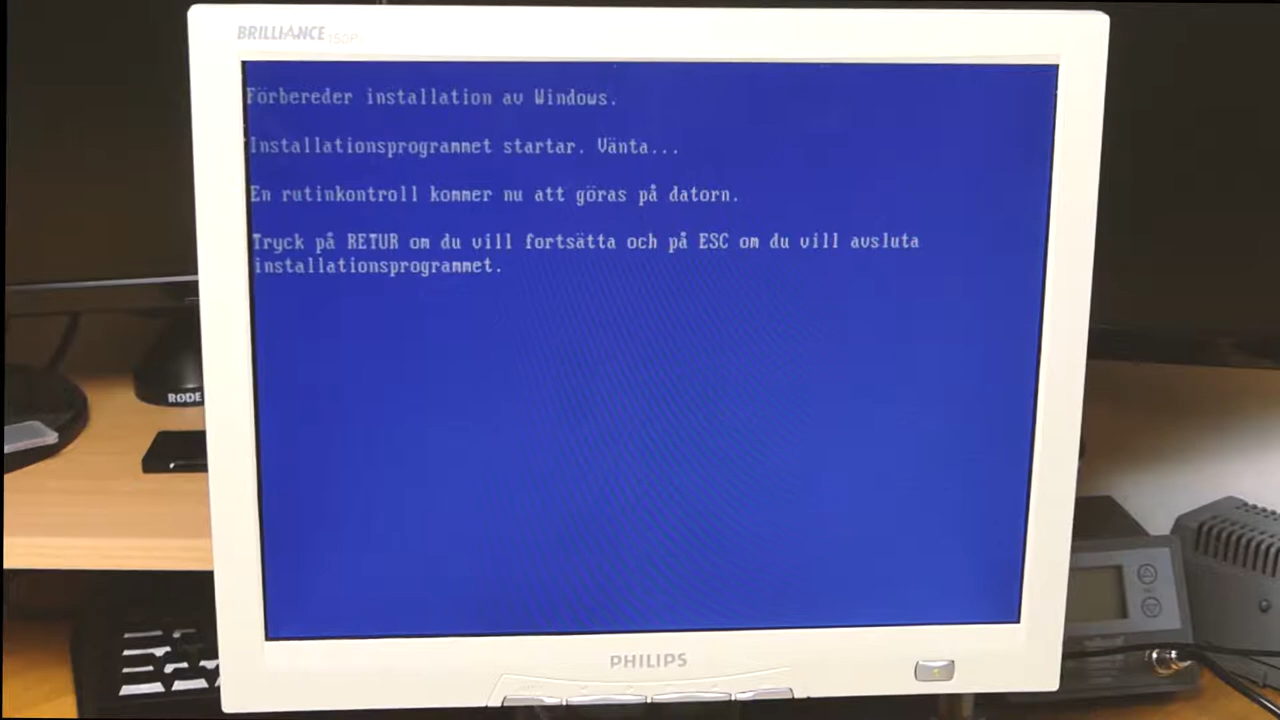 BRILLIANCE 150P
Förbereder installation av Windows.
Installationsprogrammet startar. Vänta...
En rutinkontroll kommer nu att göras på datorn.
Tryck på RETUR om du vill fortsätta och på ESC om du vill avsluta
installationsprogrammet.
RODE
PHILIPS